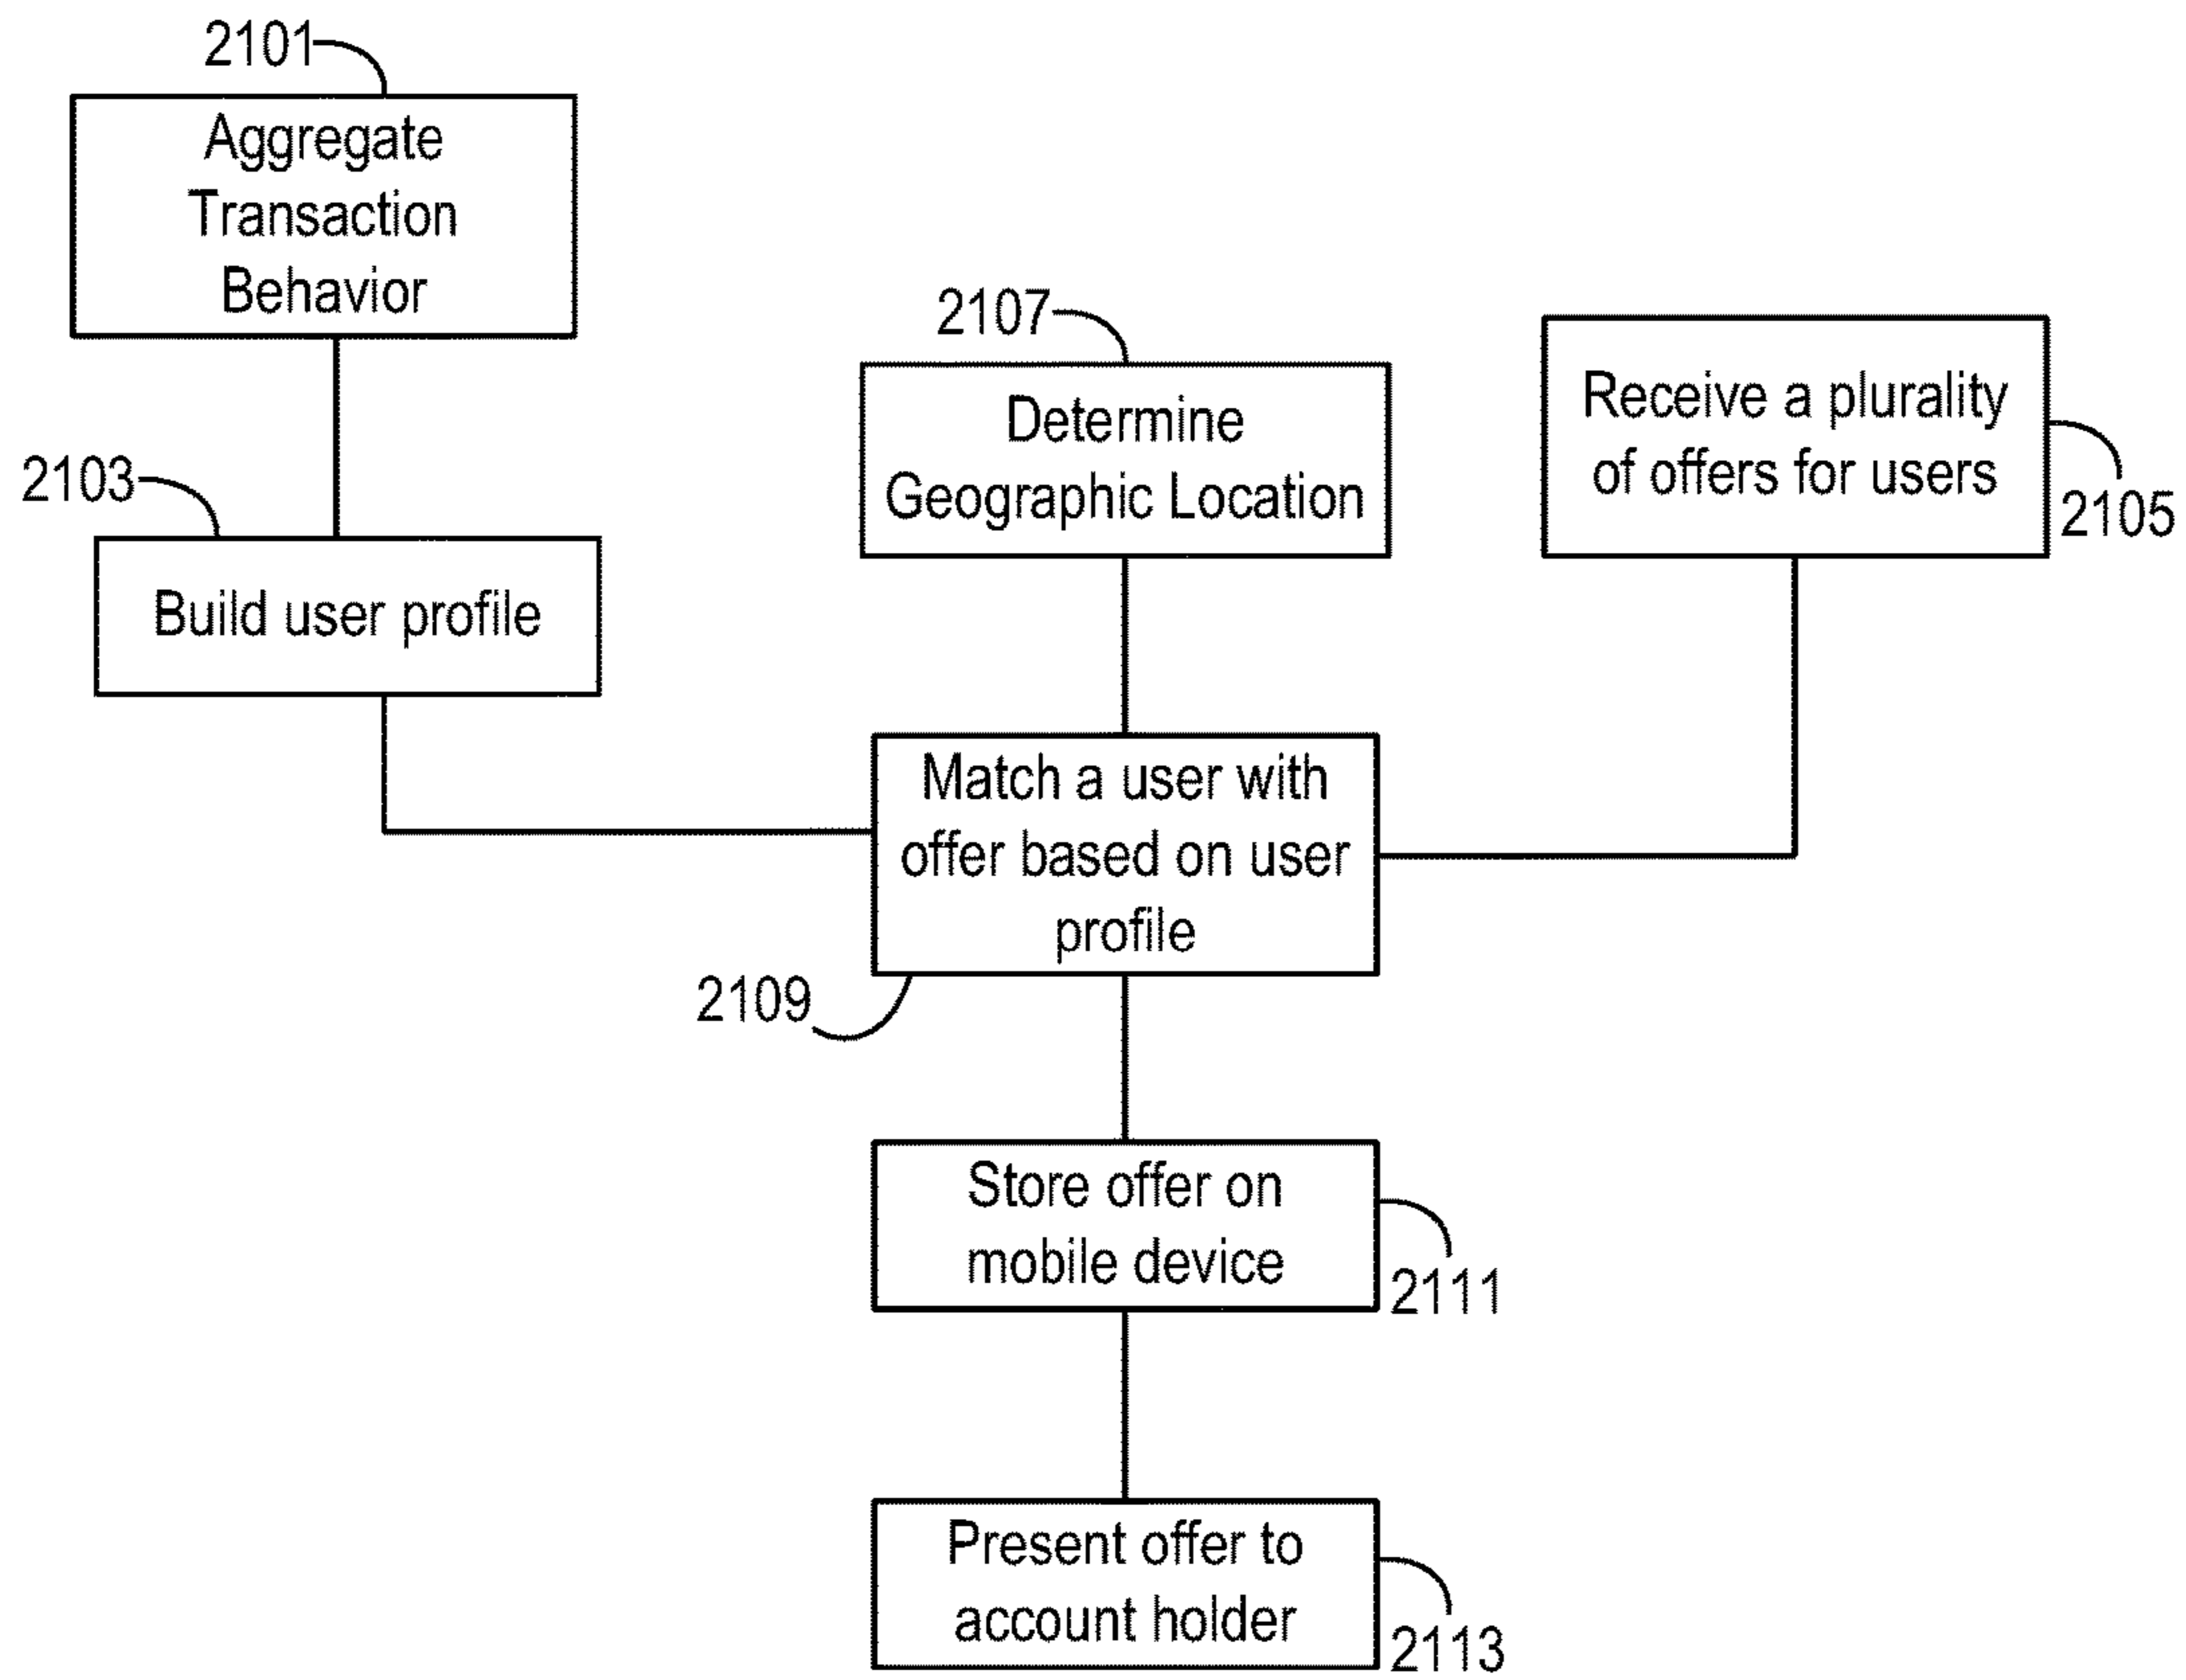 2101
Aggregate
Transaction
Behavior
2103
Build user profile
2107
Determine
Geographic Location
Receive a plurality
of offers for users
2105
Match a user with
offer based on user
profile
2109
Store offer on
mobile device
2111
Present offer to
account holder
2113